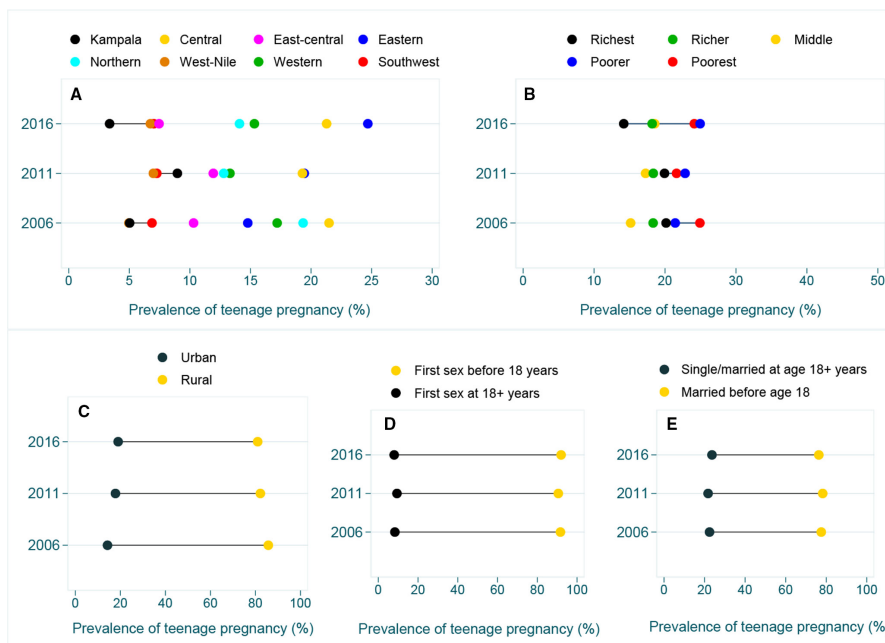 Kampala Central East-central Eastern
Northern West-Nile Western Southwest
A
2016
2011
2006
0 5 10 15 20 25 30
Prevalence of teenage pregnancy (%)
Richest Richer Middle
Poorer Poorest
B
2016
2011
2006
0 10 20 30 40 50
Prevalence of teenage pregnancy (%)
Urban
Rural
C
2016
2011
2006
0 20 40 60 80 100
Prevalence of teenage pregnancy (%)
First sex before 18 years
First sex at 18+ years
D
2016
2011
2006
0 20 40 60 80 100
Prevalence of teenage pregnancy (%)
Single/married at age 18+ years
Married before age 18
E
2016
2011
2006
0 20 40 60 80 100
Prevalence of teenage pregnancy (%